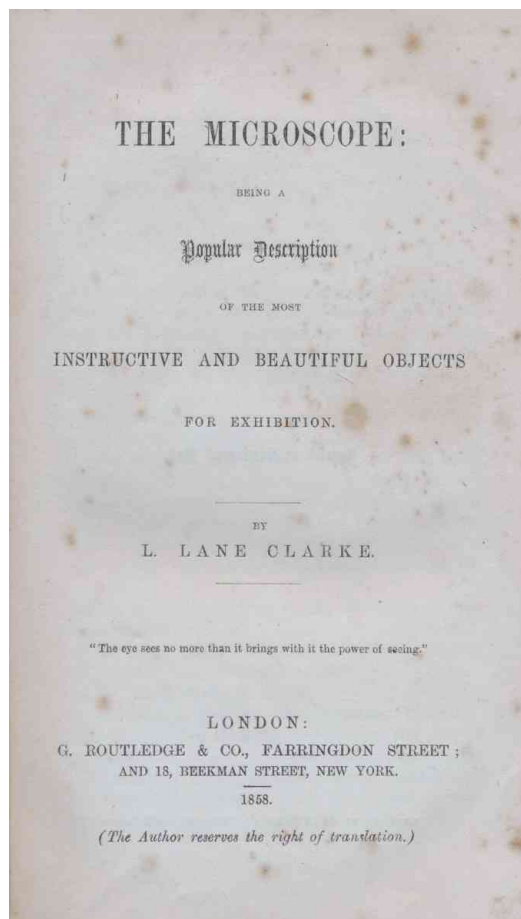 THE MICROSCOPE:
BEING A
Popular Description
OF THE MOST
INSTRUCTIVE AND BEAUTIFUL OBJECTS
FOR EXHIBITION.
BY
L. LANE CLARKE.
"The eye sees no more than it brings with it the power of seeing."
LONDON:
G. ROUTLEDGE & CO., FARRINGDON STREET;
AND 18, BEEKMAN STREET, NEW YORK.
1858.
(The Author reserves the right of translation.)